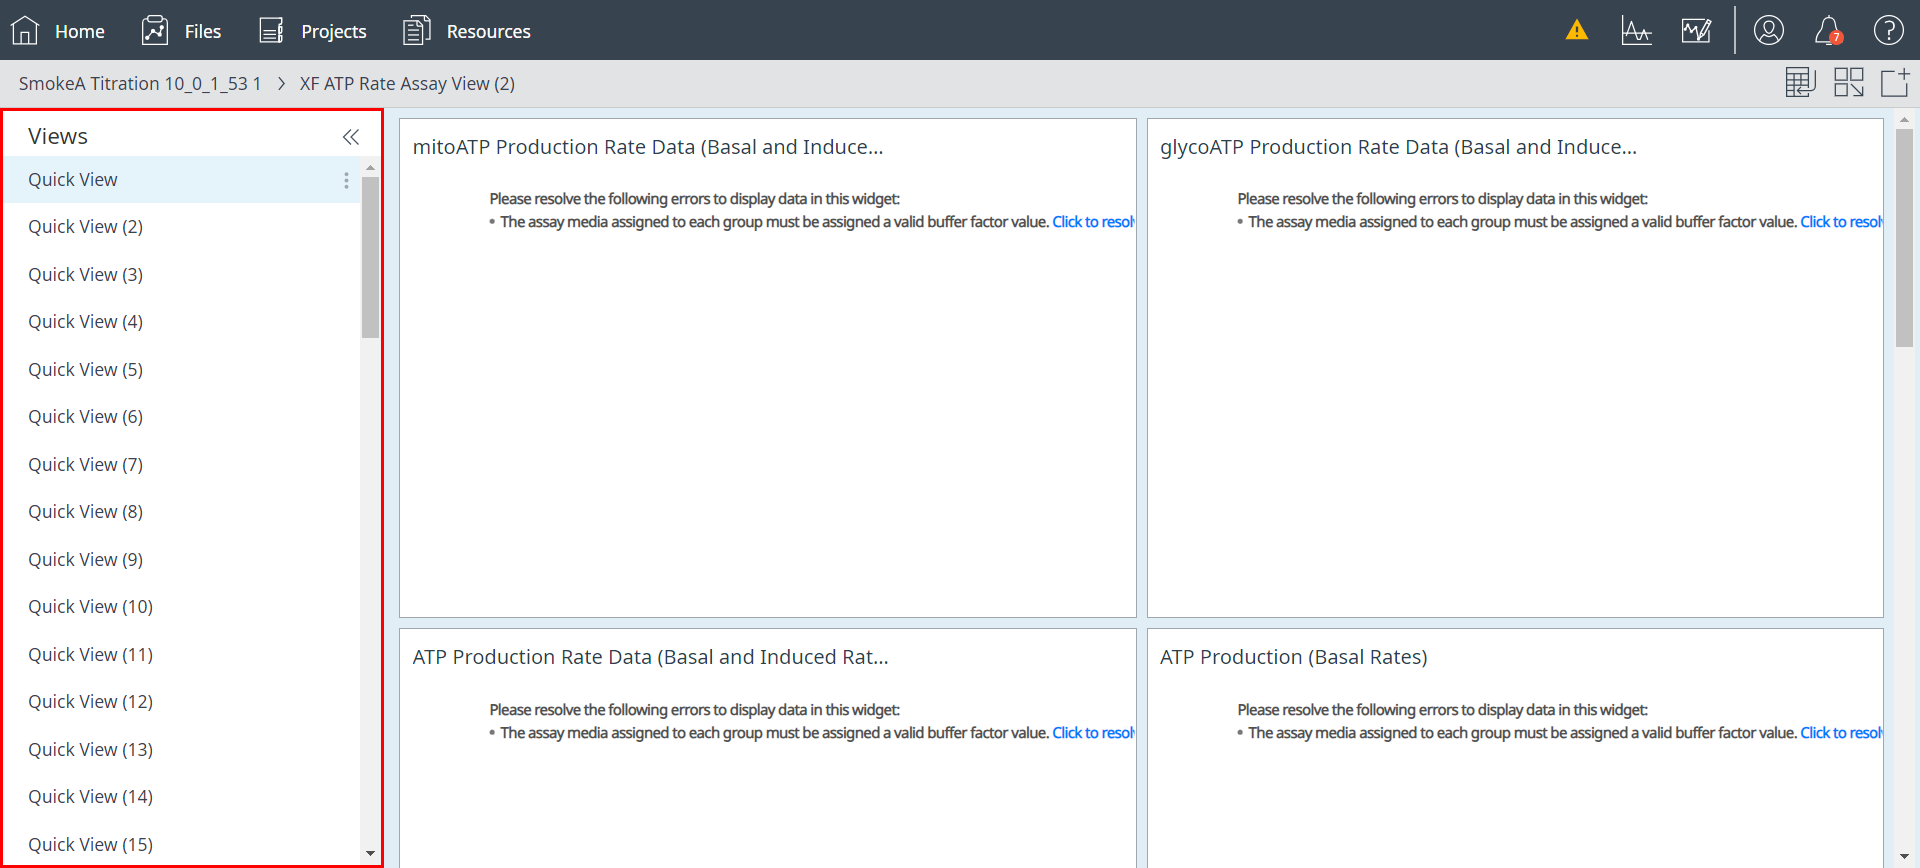 Home
Files
Projects
Resources
7
SmokeA Titration 10_0_1_53 1 > XF ATP Rate Assay View (2)
Views
Quick View
Quick View (2)
Quick View (3)
Quick View (4)
Quick View (5)
Quick View (6)
Quick View (7)
Quick View (8)
Quick View (9)
Quick View (10)
Quick View (11)
Quick View (12)
Quick View (13)
Quick View (14)
Quick View (15)
mitoATP Production Rate Data (Basal and Induce...
Please resolve the following errors to display data in this widget:
• The assay media assigned to each group must be assigned a valid buffer factor value. Click to resol
glycoATP Production Rate Data (Basal and Induce...
Please resolve the following errors to display data in this widget:
• The assay media assigned to each group must be assigned a valid buffer factor value. Click to resol
ATP Production Rate Data (Basal and Induced Rat...
Please resolve the following errors to display data in this widget:
• The assay media assigned to each group must be assigned a valid buffer factor value. Click to resol
ATP Production (Basal Rates)
Please resolve the following errors to display data in this widget:
• The assay media assigned to each group must be assigned a valid buffer factor value. Click to resol